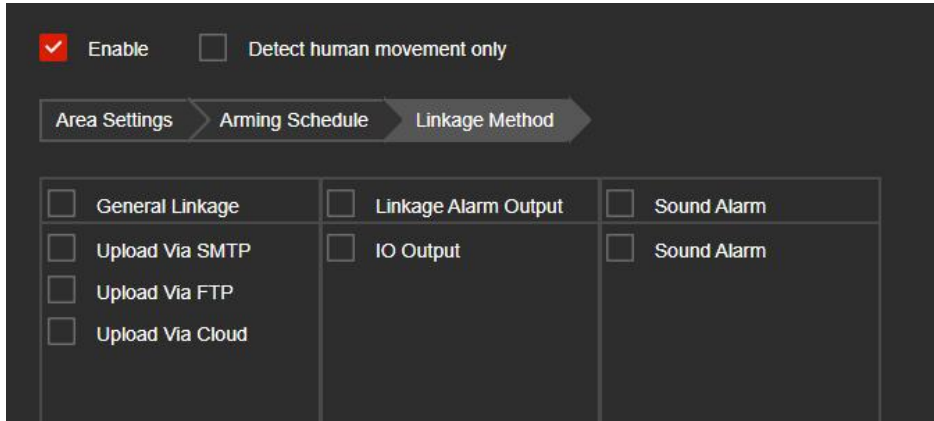 Enable Detect human movement only
Area Settings Arming Schedule Linkage Method
General Linkage Linkage Alarm Output Sound Alarm
Upload Via SMTP IO Output Sound Alarm
Upload Via FTP
Upload Via Cloud